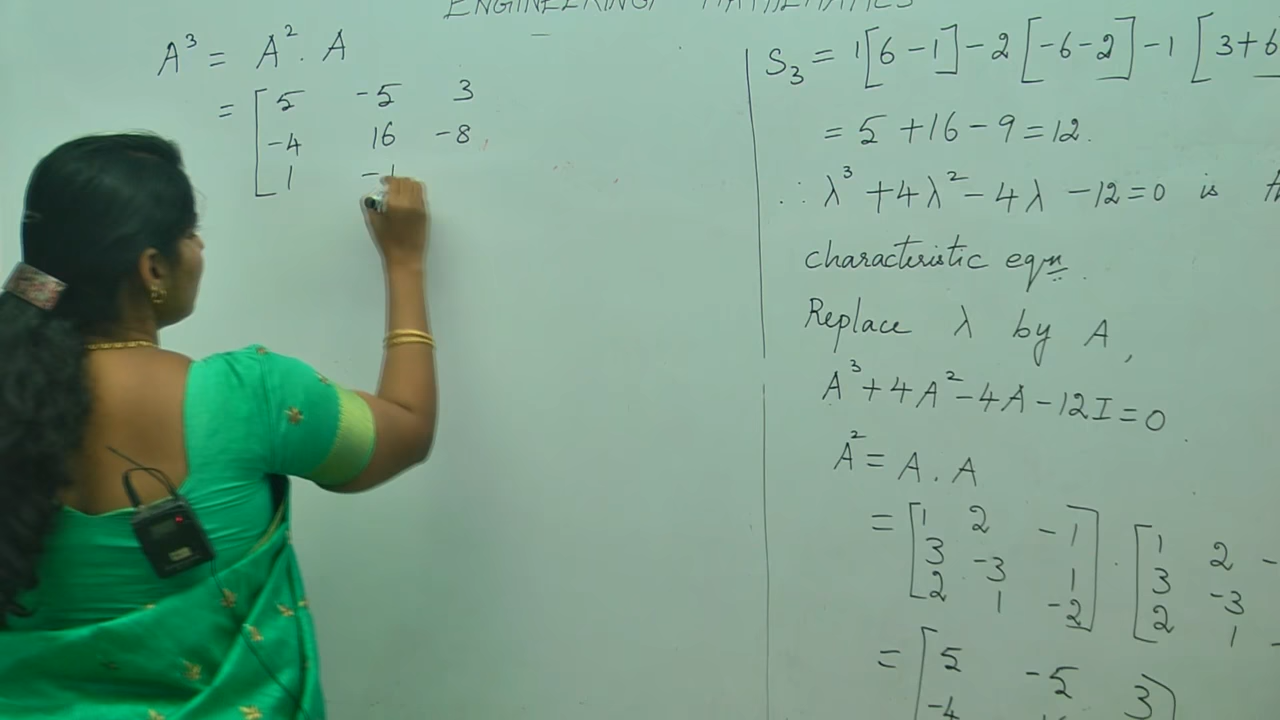 ENGINEERING MATHEMATICS
A³ = A² . A
= [ 5 -5 3
-4 16 -8
1 -1
S₃ = 1[6-1] -2[-6-2] -1[3+6
= 5+16-9 = 12.
∴ λ³ +4λ² -4λ -12=0 is
characteristic eqn.
Replace λ by A,
A³ +4A² -4A -12I =0.
A² = A . A
= [ 1 2 -1 ] . [ 1 2 -
3 -3 1 3 -3
2 1 -2 2 1 -
= [ 5 -5 3 ]
-4